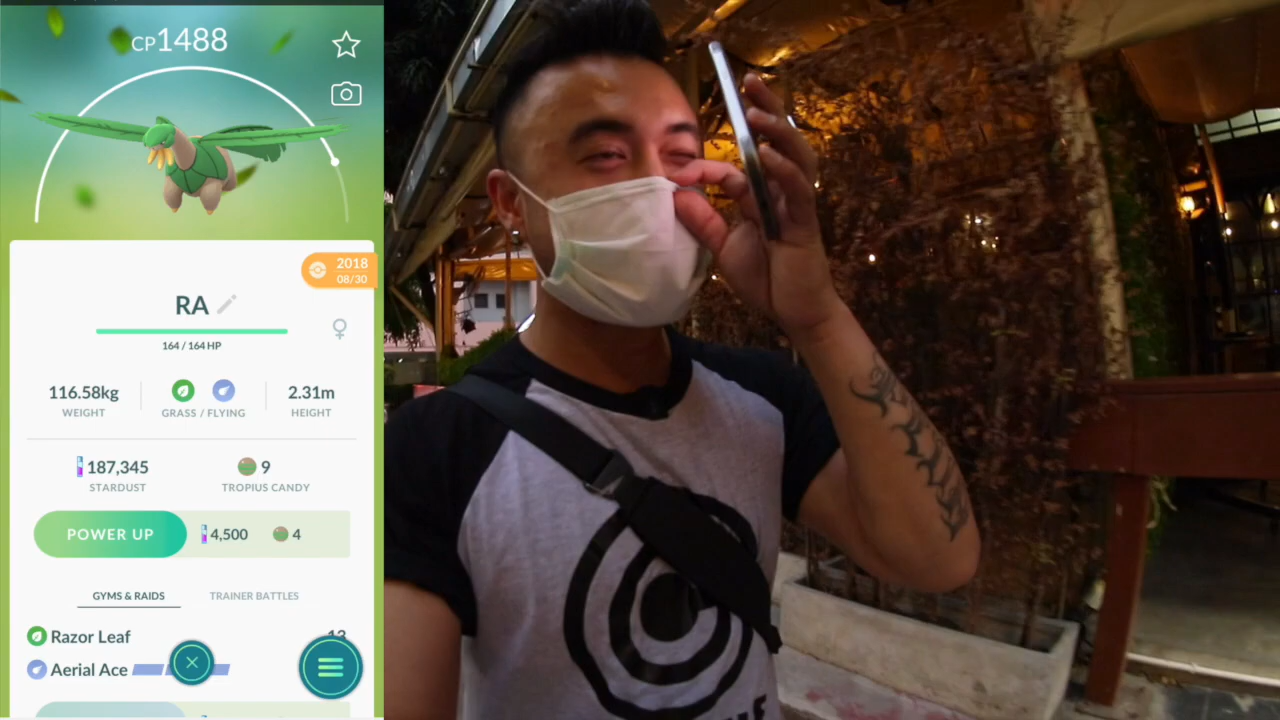 CP1488
2018
08/30
RA
164 / 164 HP
116.58kg
WEIGHT
GRASS / FLYING
2.31m
HEIGHT
187,345
STARDUST
9
TROPIUS CANDY
POWER UP
4,500
4
GYMS & RAIDS
TRAINER BATTLES
Razor Leaf
13
Aerial Ace